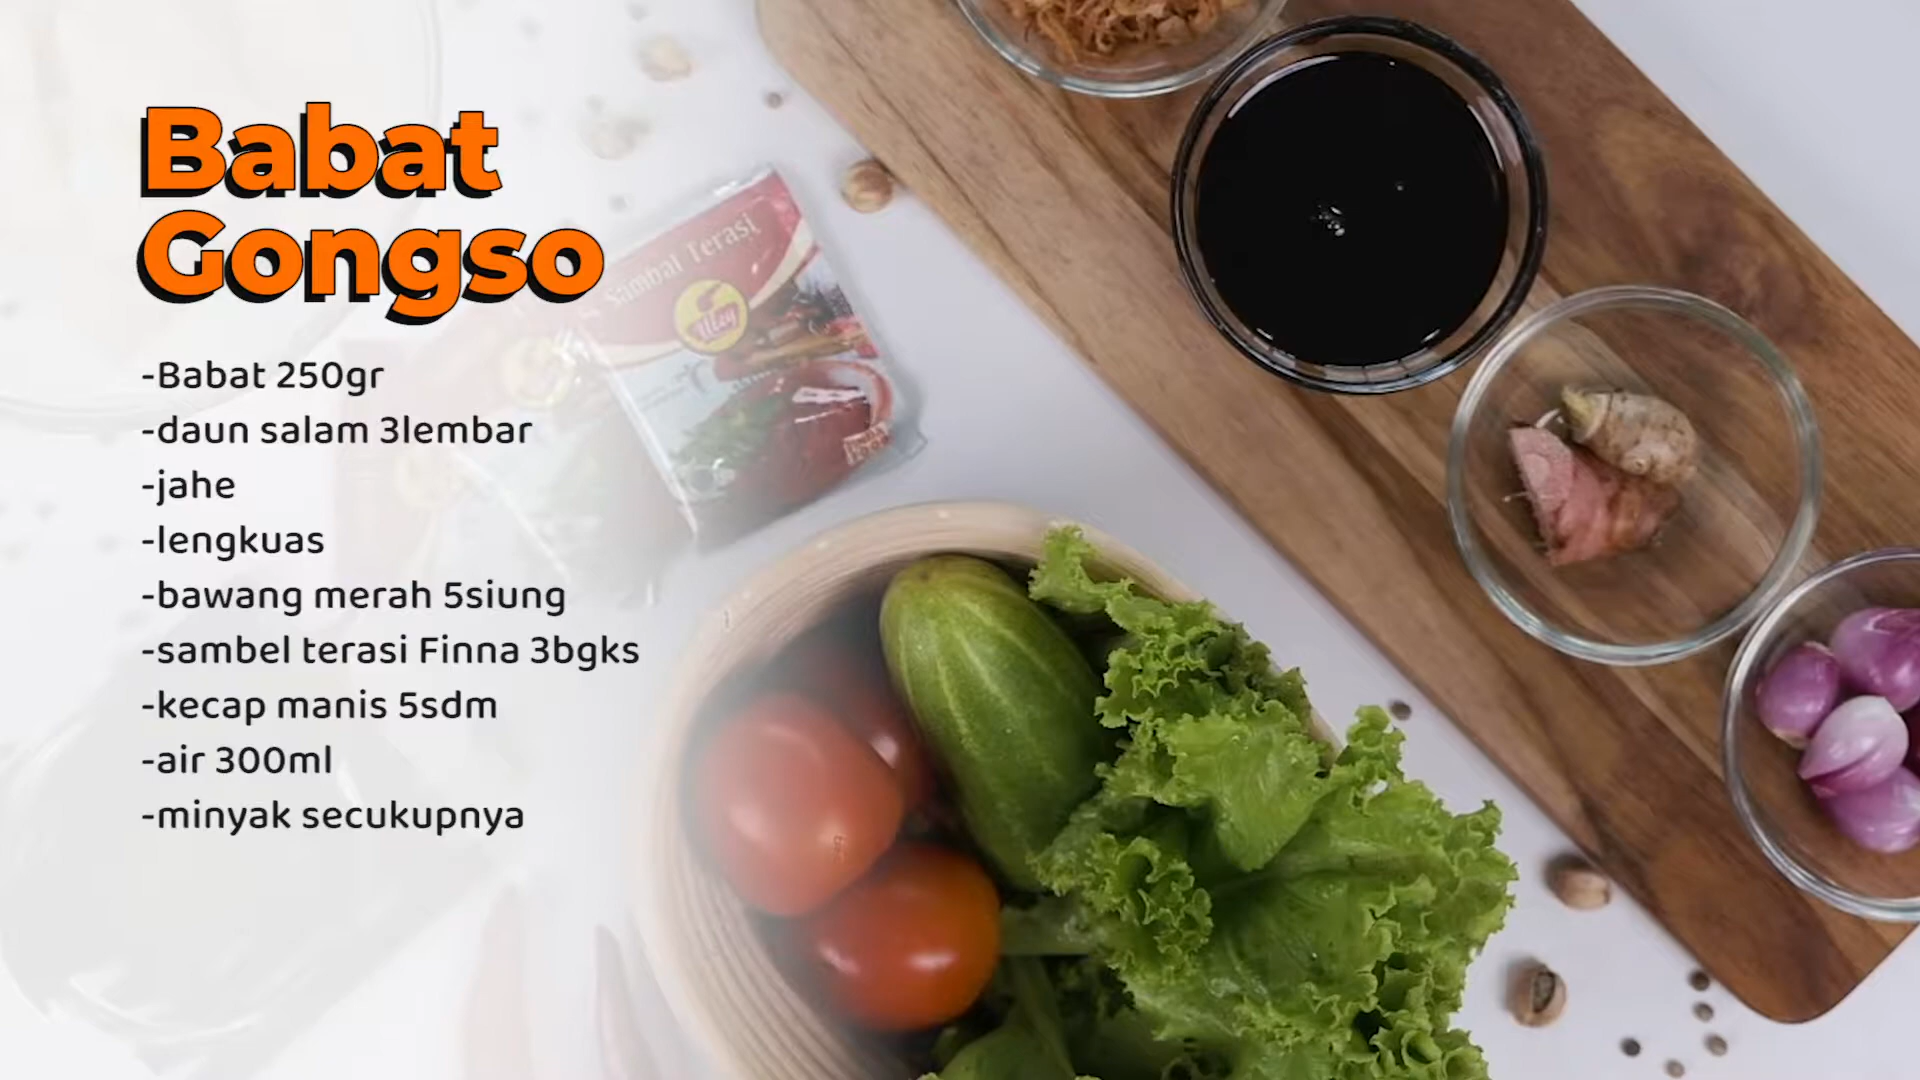 Babat
Gongso
-Babat 250gr
-daun salam 3lembar
-jahe
-lengkuas
-bawang merah 5siung
-sambel terasi Finna 3bgks
-kecap manis 5sdm
-air 300ml
-minyak secukupnya
Sambal Terasi